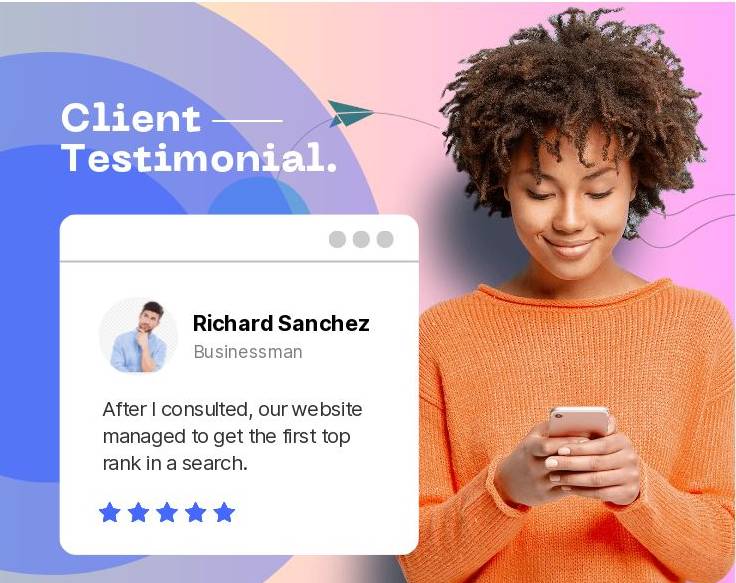 Client
Testimonial.
Richard Sanchez
Businessman
After I consulted, our website
managed to get the first top
rank in a search.